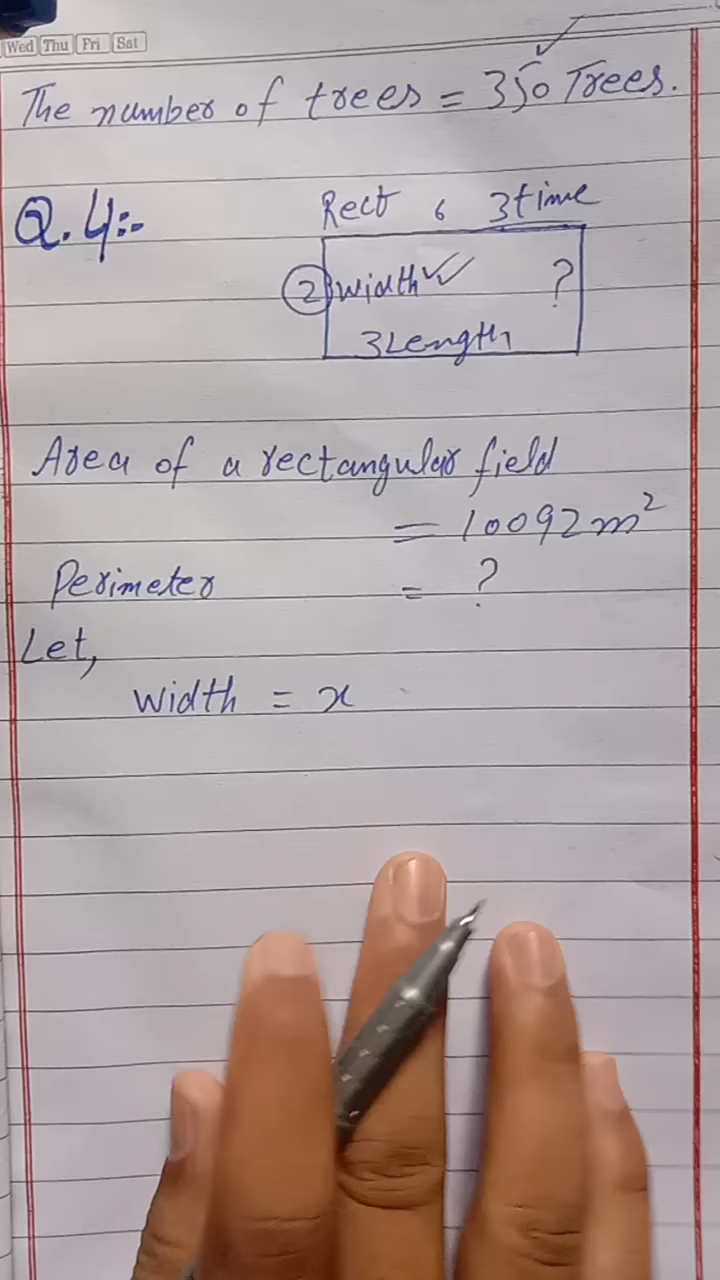 Wed Thu Fri Sat
The number of trees = 350 Trees.
Q.4:-
Rect 6 3time
② width ?
3Length
Area of a rectangular field
= 10092 m²
Perimeter = ?
Let,
width = x